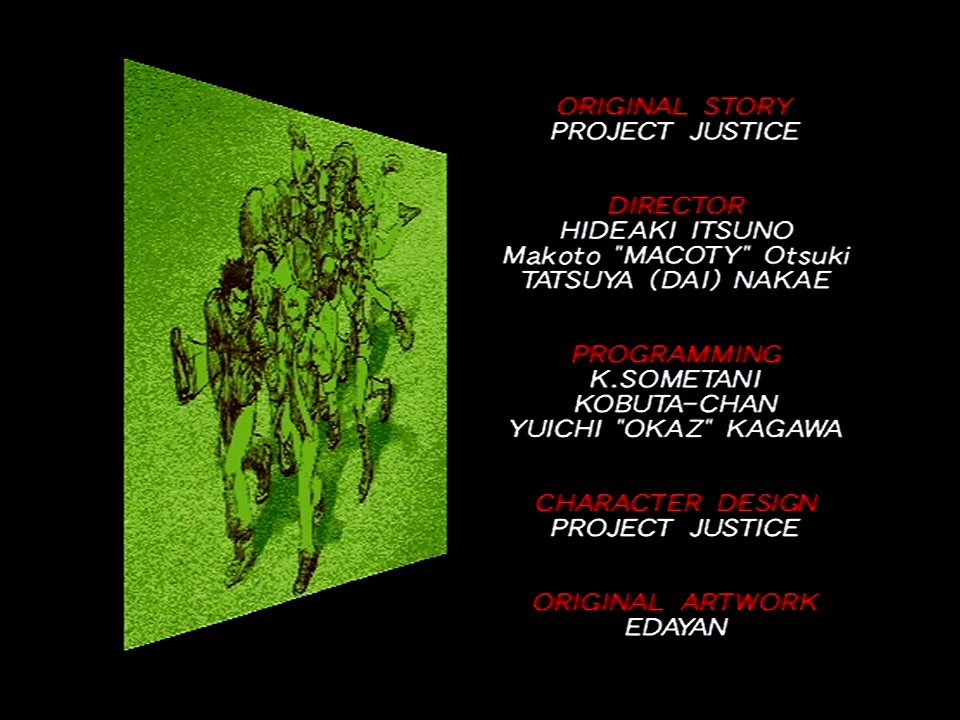 ORIGINAL STORY
PROJECT JUSTICE
DIRECTOR
HIDEAKI ITSUNO
Makoto "MACOTY" Otsuki
TATSUYA (DAI) NAKAE
PROGRAMMING
K.SOMETANI
KOBUTA-CHAN
YUICHI "OKAZ" KAGAWA
CHARACTER DESIGN
PROJECT JUSTICE
ORIGINAL ARTWORK
EDAYAN